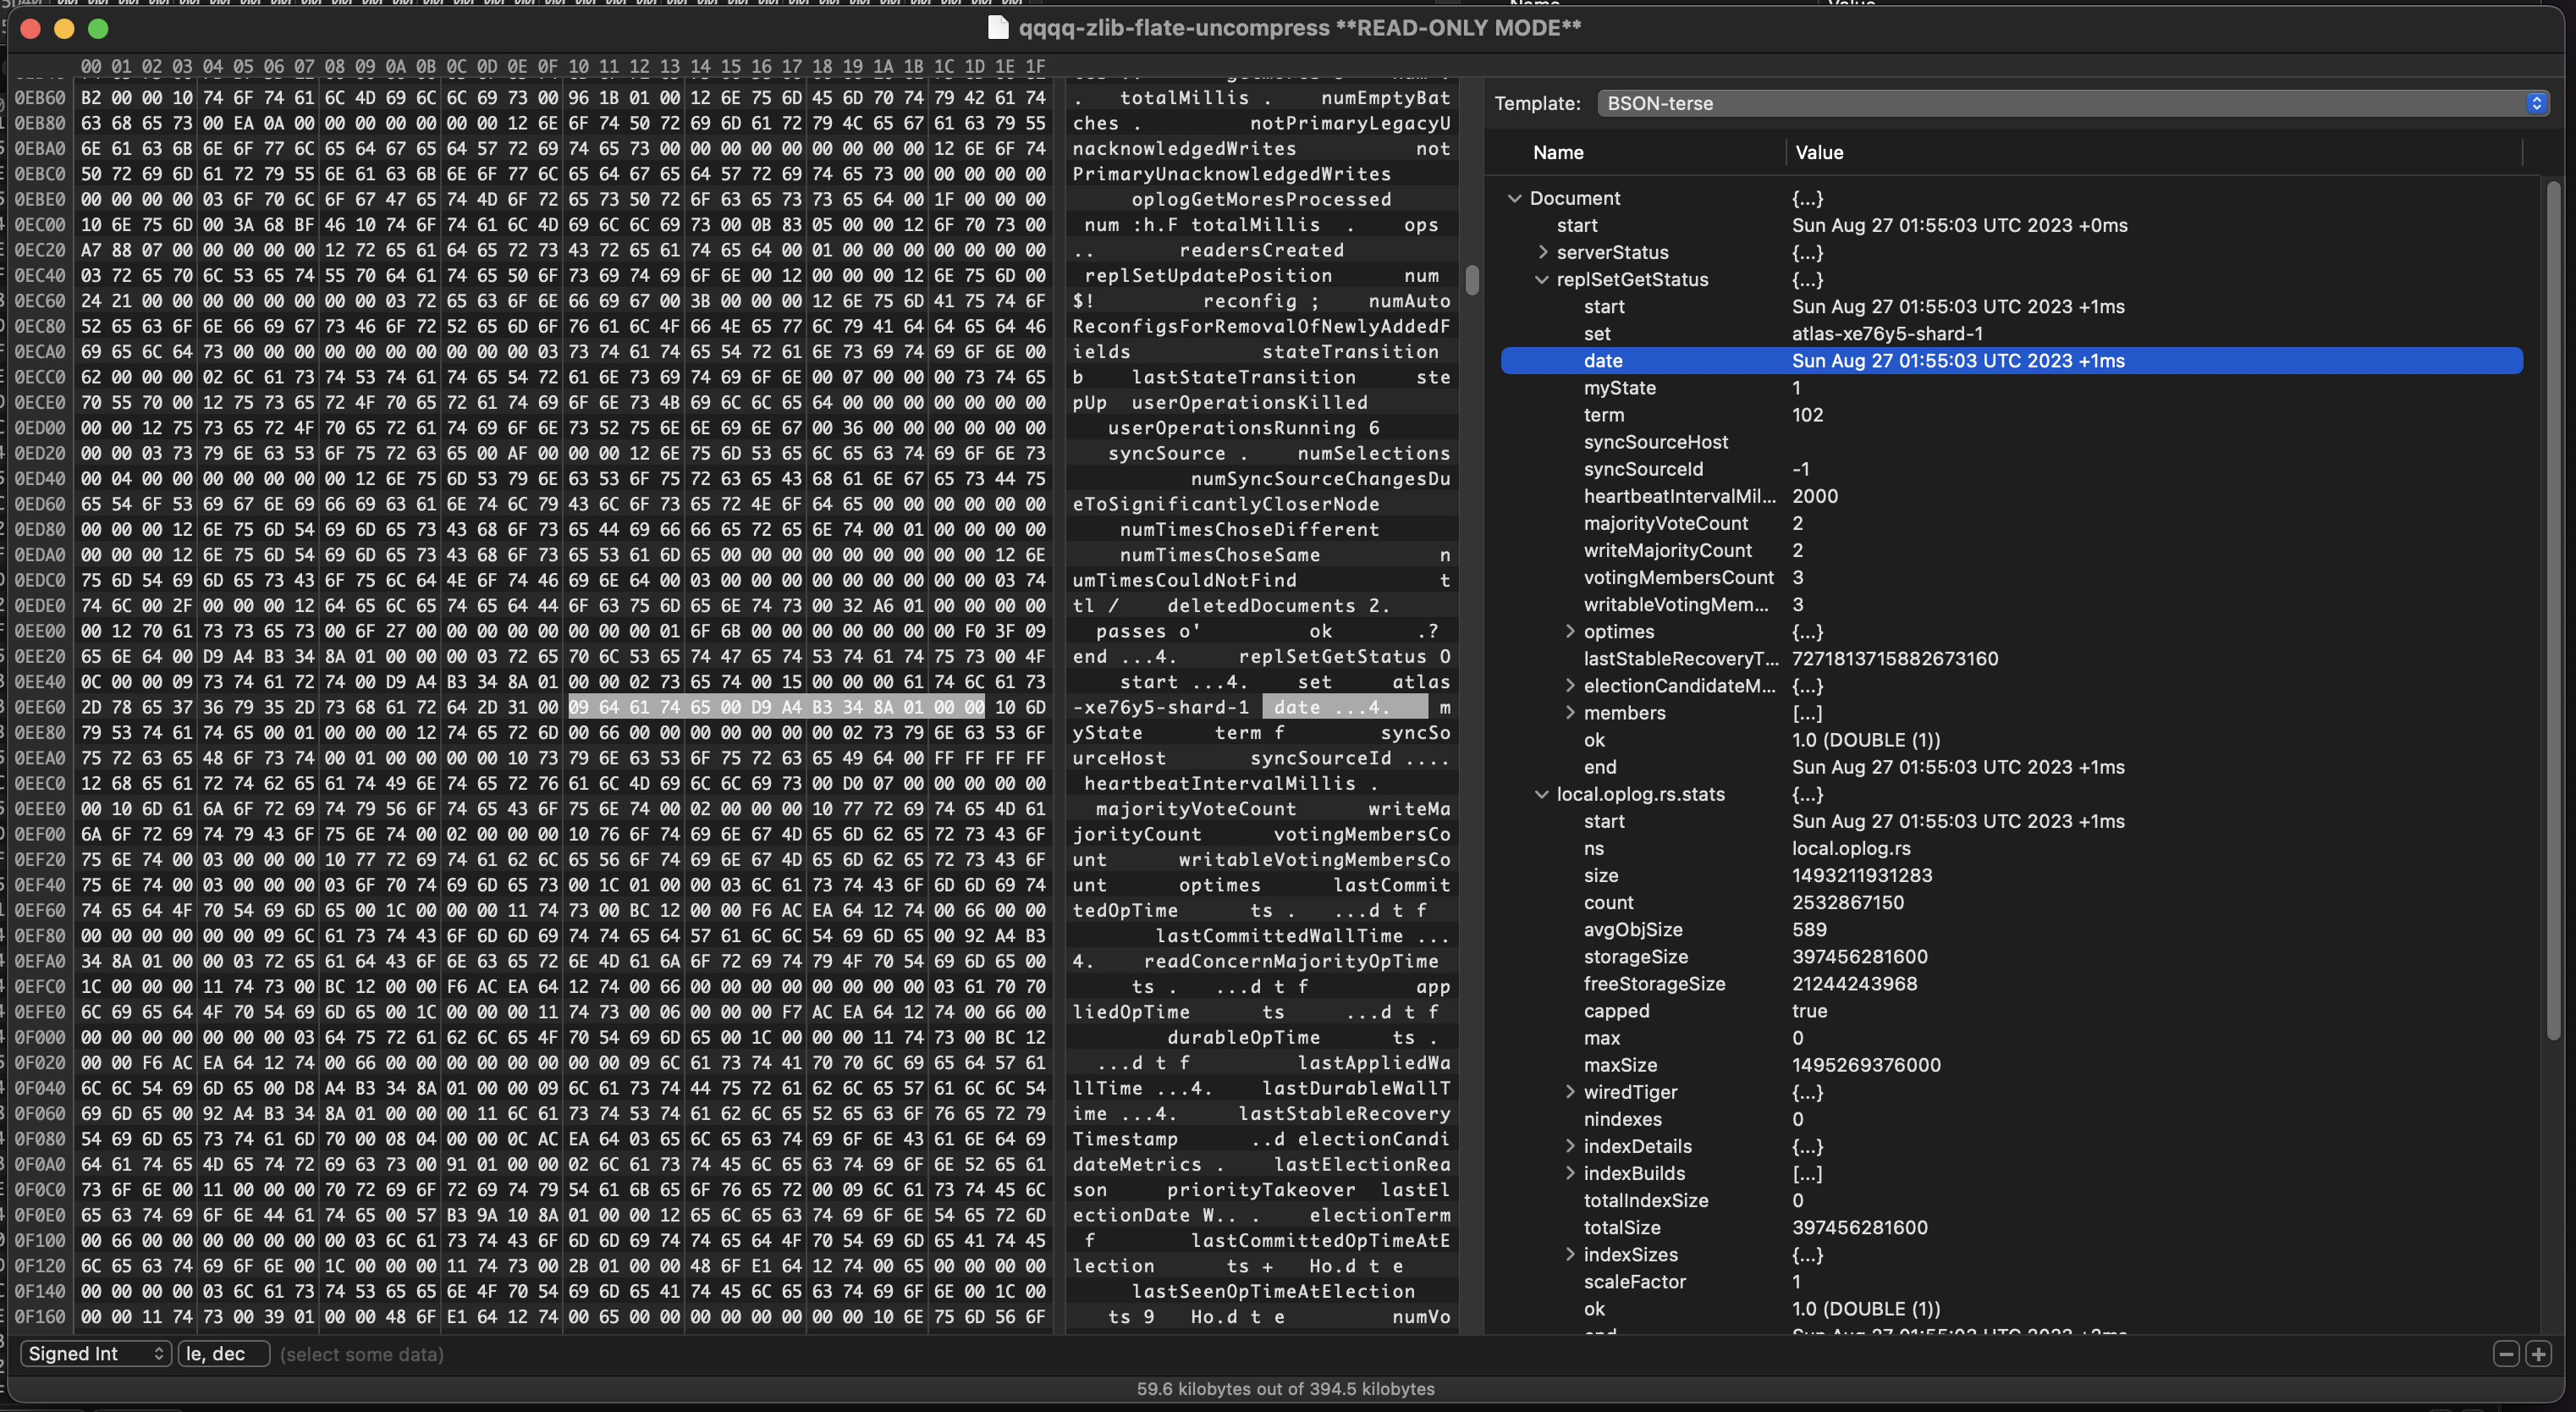 qqqq-zlib-flate-uncompress **READ-ONLY MODE**
00 01 02 03 04 05 06 07 08 09 0A 0B 0C 0D 0E 0F 10 11 12 13 14 15 16 17 18 19 1A 1B 1C 1D 1E 1F
0EB60 B2 00 00 10 74 6F 74 61 6C 4D 69 6C 6C 69 73 00 96 1B 01 00 12 6E 75 6D 45 6D 70 74 79 42 61 74 . totalMillis . numEmptyBat
0EB80 63 68 65 73 00 EA 0A 00 00 00 00 00 00 00 12 6E 6F 74 50 72 69 6D 61 72 79 4C 65 67 61 63 79 55 ches . notPrimaryLegacyU
0EBA0 6E 61 63 6B 6E 6F 77 6C 65 64 67 65 64 57 72 69 74 65 73 00 00 00 00 00 00 00 00 00 12 6E 6F 74 nacknowledgedWrites not
0EBC0 50 72 69 6D 61 72 79 55 6E 61 63 6B 6E 6F 77 6C 65 64 67 65 64 57 72 69 74 65 73 00 00 00 00 00 PrimaryUnacknowledgedWrites
0EBE0 00 00 00 00 03 6F 70 6C 6F 67 47 65 74 4D 6F 72 65 73 50 72 6F 63 65 73 73 65 64 00 1F 00 00 00 oplogGetMoresProcessed
0EC00 10 6E 75 6D 00 3A 68 BF 46 10 74 6F 74 61 6C 4D 69 6C 6C 69 73 00 0B 83 05 00 00 12 6F 70 73 00 num :h.F totalMillis . ops
0EC20 A7 88 07 00 00 00 00 00 12 72 65 61 64 65 72 73 43 72 65 61 74 65 64 00 01 00 00 00 00 00 00 00 .. readersCreated
0EC40 03 72 65 70 6C 53 65 74 55 70 64 61 74 65 50 6F 73 69 74 69 6F 6E 00 12 00 00 00 12 6E 75 6D 00 replSetUpdatePosition num
0EC60 24 21 00 00 00 00 00 00 00 03 72 65 63 6F 6E 66 69 67 00 3B 00 00 00 12 6E 75 6D 41 75 74 6F $! reconfig ; numAuto
0EC80 52 65 63 6F 6E 66 69 67 73 46 6F 72 52 65 6D 6F 76 61 6C 4F 66 4E 65 77 6C 79 41 64 64 65 64 46 ReconfigsForRemovalOfNewlyAddedF
0ECA0 69 65 6C 64 73 00 00 00 00 00 00 00 00 00 00 03 73 74 61 74 65 54 72 61 6E 73 69 74 69 6F 6E 00 ields stateTransition
0ECC0 62 00 00 00 02 6C 61 73 74 53 74 61 74 65 54 72 61 6E 73 69 74 69 6F 6E 00 07 00 00 00 73 74 65 b lastStateTransition ste
0ECE0 70 55 70 00 12 75 73 65 72 4F 70 65 72 61 74 69 6F 6E 73 4B 69 6C 6C 65 64 00 00 00 00 00 00 00 pUp userOperationsKilled
0ED00 00 00 12 75 73 65 72 4F 70 65 72 61 74 69 6F 6E 73 52 75 6E 6E 69 6E 67 00 36 00 00 00 00 00 00 userOperationsRunning 6
0ED20 00 00 03 73 79 6E 63 53 6F 75 72 63 65 00 AF 00 00 00 12 6E 75 6D 53 65 6C 65 63 74 69 6F 6E 73 syncSource . numSelections
0ED40 00 04 00 00 00 00 00 00 00 12 6E 75 6D 53 79 6E 63 53 6F 75 72 63 65 43 68 61 6E 67 65 73 44 75 numSyncSourceChangesDu
0ED60 65 54 6F 53 69 67 6E 69 66 69 63 61 6E 74 6C 79 43 6C 6F 73 65 72 4E 6F 64 65 00 00 00 00 00 00 eToSignificantlyCloserNode
0ED80 00 00 00 12 6E 75 6D 54 69 6D 65 73 43 68 6F 73 65 44 69 66 66 65 72 65 6E 74 00 01 00 00 00 00 numTimesChoseDifferent
0EDA0 00 00 00 12 6E 75 6D 54 69 6D 65 73 43 68 6F 73 65 53 61 6D 65 00 00 00 00 00 00 00 00 00 12 6E numTimesChoseSame n
0EDC0 75 6D 54 69 6D 65 73 43 6F 75 6C 64 4E 6F 74 46 69 6E 64 00 03 00 00 00 00 00 00 00 03 74 umTimesCouldNotFind t
0EDE0 74 6C 00 2F 00 00 00 12 64 65 6C 65 74 65 64 44 6F 63 75 6D 65 6E 74 73 00 32 A6 01 00 00 00 00 tl / deletedDocuments 2.
0EE00 00 12 70 61 73 73 65 73 00 6F 27 00 00 00 00 00 00 00 01 6F 6B 00 00 00 00 00 00 00 F0 3F 09 passes o' ok .?
0EE20 65 6E 64 00 D9 A4 B3 34 8A 01 00 00 00 03 72 65 70 6C 53 65 74 47 65 74 53 74 61 74 75 73 00 4F end ...4. replSetGetStatus O
0EE40 0C 00 00 09 73 74 61 72 74 00 D9 A4 B3 34 8A 01 00 00 02 73 65 74 00 15 00 00 00 61 74 6C 61 73 start ...4. set atlas
0EE60 2D 78 65 37 36 79 35 2D 73 68 61 72 64 2D 31 00 09 64 61 74 65 00 D9 A4 B3 34 8A 01 00 00 10 6D -xe76y5-shard-1 date ...4. m
0EE80 79 53 74 61 74 65 00 01 00 00 00 12 74 65 72 6D 00 66 00 00 00 00 00 00 00 02 73 79 6E 63 53 6F yState term f syncSo
0EEA0 75 72 63 65 48 6F 73 74 00 01 00 00 00 00 10 73 79 6E 63 53 6F 75 72 63 65 49 64 00 FF FF FF FF urceHost syncSourceId ....
0EEC0 12 68 65 61 72 74 62 65 61 74 49 6E 74 65 72 76 61 6C 4D 69 6C 6C 69 73 00 D0 07 00 00 00 00 00 heartbeatIntervalMillis .
0EEE0 00 10 6D 61 6A 6F 72 69 74 79 56 6F 74 65 43 6F 75 6E 74 00 02 00 00 00 10 77 72 69 74 65 4D 61 majorityVoteCount writeMa
0EF00 6A 6F 72 69 74 79 43 6F 75 6E 74 00 02 00 00 00 10 76 6F 74 69 6E 67 4D 65 6D 62 65 72 73 43 6F jorityCount votingMembersCo
0EF20 75 6E 74 00 03 00 00 00 10 77 72 69 74 61 62 6C 65 56 6F 74 69 6E 67 4D 65 6D 62 65 72 73 43 6F unt writableVotingMembersCo
0EF40 75 6E 74 00 03 00 00 00 03 6F 70 74 69 6D 65 73 00 1C 01 00 00 03 6C 61 73 74 43 6F 6D 6D 69 74 unt optimes lastCommit
0EF60 74 65 64 4F 70 54 69 6D 65 00 1C 00 00 00 11 74 73 00 BC 12 00 00 F6 AC EA 64 12 74 00 66 00 00 tedOpTime ts . ...d t f
0EF80 00 00 00 00 00 00 09 6C 61 73 74 43 6F 6D 6D 69 74 74 65 64 57 61 6C 6C 54 69 6D 65 00 92 A4 B3 lastCommittedWallTime ...
0EFA0 34 8A 01 00 00 03 72 65 61 64 43 6F 6E 63 65 72 6E 4D 61 6A 6F 72 69 74 79 4F 70 54 69 6D 65 00 4. readConcernMajorityOpTime
0EFC0 1C 00 00 00 11 74 73 00 BC 12 00 00 F6 AC EA 64 12 74 00 66 00 00 00 00 00 00 00 00 03 61 70 70 ts . ...d t f app
0EFE0 6C 69 65 64 4F 70 54 69 6D 65 00 1C 00 00 00 11 74 73 00 06 00 00 00 F7 AC EA 64 12 74 00 66 00 liedOpTime ts ...d t f
0F000 00 00 00 00 00 00 00 03 64 75 72 61 62 6C 65 4F 70 54 69 6D 65 00 1C 00 00 00 11 74 73 00 BC 12 durableOpTime ts .
0F020 00 00 F6 AC EA 64 12 74 00 66 00 00 00 00 00 00 00 00 09 6C 61 73 74 41 70 70 6C 69 65 64 57 61 ...d t f lastAppliedWa
0F040 6C 6C 54 69 6D 65 00 D8 A4 B3 34 8A 01 00 00 09 6C 61 73 74 44 75 72 61 62 6C 65 57 61 6C 6C 54 llTime ...4. lastDurableWallT
0F060 69 6D 65 00 92 A4 B3 34 8A 01 00 00 00 11 6C 61 73 74 53 74 61 62 6C 65 52 65 63 6F 76 65 72 79 ime ...4. lastStableRecovery
0F080 54 69 6D 65 73 74 61 6D 70 00 08 04 00 00 0C AC EA 64 03 65 6C 65 63 74 69 6F 6E 43 61 6E 64 69 Timestamp ..d electionCandi
0F0A0 64 61 74 65 4D 65 74 72 69 63 73 00 91 01 00 00 02 6C 61 73 74 45 6C 65 63 74 69 6F 6E 52 65 61 dateMetrics . lastElectionRea
0F0C0 73 6F 6E 00 11 00 00 00 70 72 69 6F 72 69 74 79 54 61 6B 65 6F 76 65 72 00 09 6C 61 73 74 45 6C son priorityTakeover lastEl
0F0E0 65 63 74 69 6F 6E 44 61 74 65 00 57 B3 9A 10 8A 01 00 00 12 65 6C 65 63 74 69 6F 6E 54 65 72 6D ectionDate W.. . electionTerm
0F100 00 66 00 00 00 00 00 00 00 03 6C 61 73 74 43 6F 6D 6D 69 74 74 65 64 4F 70 54 69 6D 65 41 74 45 f lastCommittedOpTimeAtE
0F120 6C 65 63 74 69 6F 6E 00 1C 00 00 00 11 74 73 00 2B 01 00 00 48 6F E1 64 12 74 00 65 00 00 00 00 lection ts + Ho.d t e
0F140 00 00 00 00 03 6C 61 73 74 53 65 65 6E 4F 70 54 69 6D 65 41 74 45 6C 65 63 74 69 6F 6E 00 1C 00 lastSeenOpTimeAtElection
0F160 00 00 11 74 73 00 39 01 00 00 48 6F E1 64 12 74 00 65 00 00 00 00 00 00 00 00 10 6E 75 6D 56 6F ts 9 Ho.d t e numVo
Template: BSON-terse
Name Value
Document {...}
start Sun Aug 27 01:55:03 UTC 2023 +0ms
serverStatus {...}
replSetGetStatus {...}
start Sun Aug 27 01:55:03 UTC 2023 +1ms
set atlas-xe76y5-shard-1
date Sun Aug 27 01:55:03 UTC 2023 +1ms
myState 1
term 102
syncSourceHost
syncSourceId -1
heartbeatIntervalMil... 2000
majorityVoteCount 2
writeMajorityCount 2
votingMembersCount 3
writableVotingMem... 3
optimes {...}
lastStableRecoveryT... 7271813715882673160
electionCandidateM... {...}
members [...]
ok 1.0 (DOUBLE (1))
end Sun Aug 27 01:55:03 UTC 2023 +1ms
local.oplog.rs.stats {...}
start Sun Aug 27 01:55:03 UTC 2023 +1ms
ns local.oplog.rs
size 1493211931283
count 2532867150
avgObjSize 589
storageSize 397456281600
freeStorageSize 21244243968
capped true
max 0
maxSize 1495269376000
wiredTiger {...}
nindexes 0
indexDetails {...}
indexBuilds [...]
totalIndexSize 0
totalSize 397456281600
indexSizes {...}
scaleFactor 1
ok 1.0 (DOUBLE (1))
Signed Int le, dec (select some data)
59.6 kilobytes out of 394.5 kilobytes